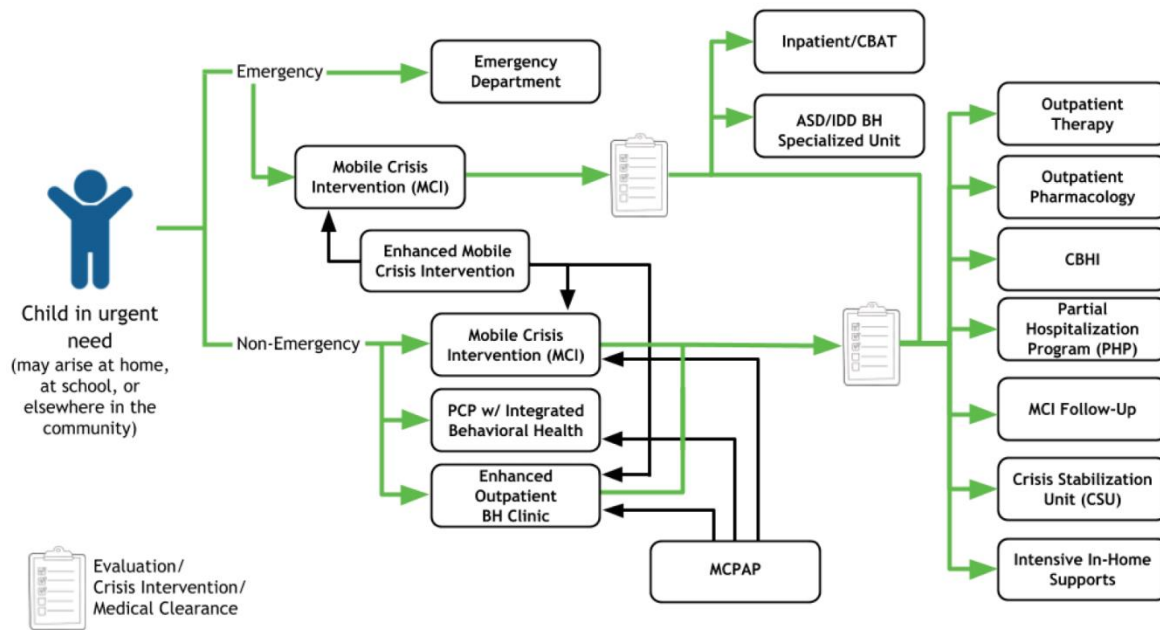 Inpatient/CBAT
Emergency
Emergency
Department
ASD/IDD BH
Specialized Unit
Outpatient
Therapy
Mobile Crisis
Intervention (MCI)
Outpatient
Pharmacology
Enhanced Mobile
Crisis Intervention
CBHI
Child in urgent
need
(may arise at home,
at school, or
elsewhere in the
community)
Non-Emergency
Mobile Crisis
Intervention (MCI)
Partial
Hospitalization
Program (PHP)
PCP w/ Integrated
Behavioral Health
MCI Follow-Up
Enhanced
Outpatient
BH Clinic
Crisis Stabilization
Unit (CSU)
MCPAP
Intensive In-Home
Supports
Evaluation/
Crisis Intervention/
Medical Clearance